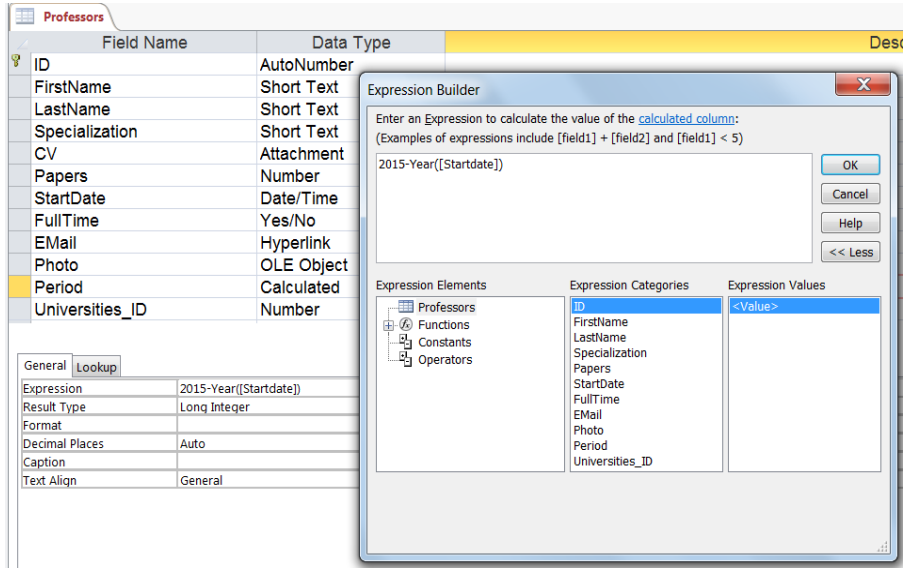 Professors
Field Name Data Type Desc
ID AutoNumber
FirstName Short Text
LastName Short Text
Specialization Short Text
CV Attachment
Papers Number
StartDate Date/Time
FullTime Yes/No
EMail Hyperlink
Photo OLE Object
Period Calculated
Universities_ID Number
General Lookup
Expression 2015-Year([Startdate])
Result Type Long Integer
Format
Decimal Places Auto
Caption
Text Align General
Expression Builder
Enter an Expression to calculate the value of the calculated column:
(Examples of expressions include [field1] + [field2] and [field1] < 5)
2015-Year([Startdate])
OK
Cancel
Help
<< Less
Expression Elements
Professors
Functions
Constants
Operators
Expression Categories
ID
FirstName
LastName
Specialization
Papers
StartDate
FullTime
EMail
Photo
Period
Universities_ID
Expression Values
<Value>